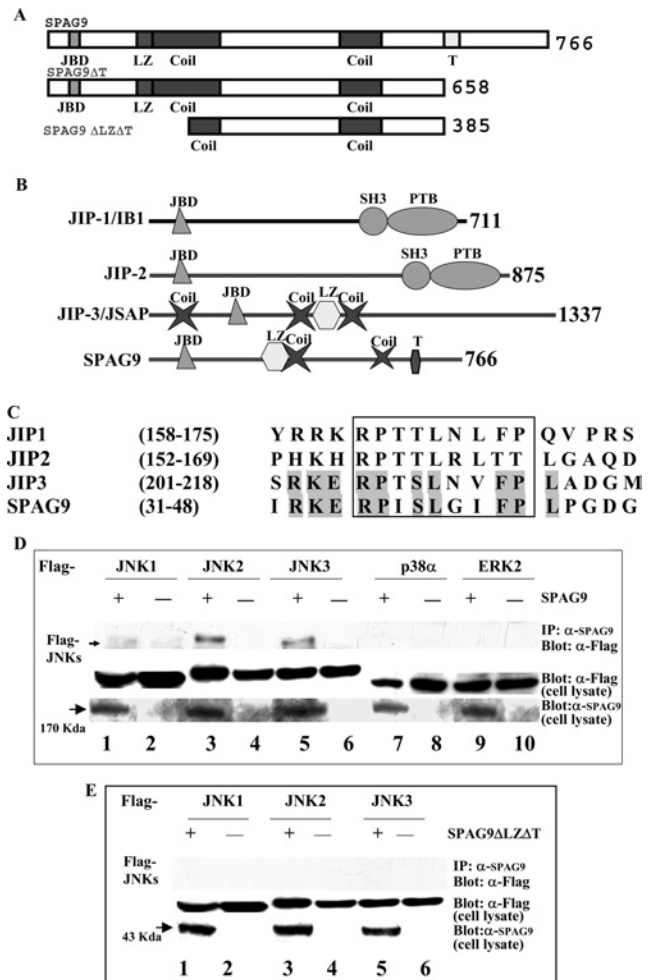 A
SPAG9
766
JBD LZ Coil Coil T
SPAG9ΔT
658
JBD LZ Coil Coil
SPAG9 ΔLZΔT
385
Coil Coil
B
JBD SH3 PTB
JIP-1/IB1 711
JBD SH3 PTB
JIP-2 875
Coil JBD Coil LZ Coil
JIP-3/JSAP 1337
JBD LZ Coil Coil T
SPAG9 766
C
JIP1 (158-175) Y R R K R P T T L N L F P Q V P R S
JIP2 (152-169) P H K H R P T T L R L T T L G A Q D
JIP3 (201-218) S R K E R P T S L N V F P L A D G M
SPAG9 (31-48) I R K E R P I S L G I F P L P G D G
D
Flag- JNK1 JNK2 JNK3 p38α ERK2
+ — + — + — + — + — SPAG9
Flag-
JNKs
IP: α-SPAG9
Blot: α-Flag
Blot: α-Flag
(cell lysate)
Blot:α-SPAG9
(cell lysate)
170 Kda
1 2 3 4 5 6 7 8 9 10
E
Flag- JNK1 JNK2 JNK3
+ — + — + — SPAG9ΔLZΔT
Flag-
JNKs
IP: α-SPAG9
Blot: α-Flag
Blot: α-Flag
(cell lysate)
Blot:α-SPAG9
(cell lysate)
43 Kda
1 2 3 4 5 6